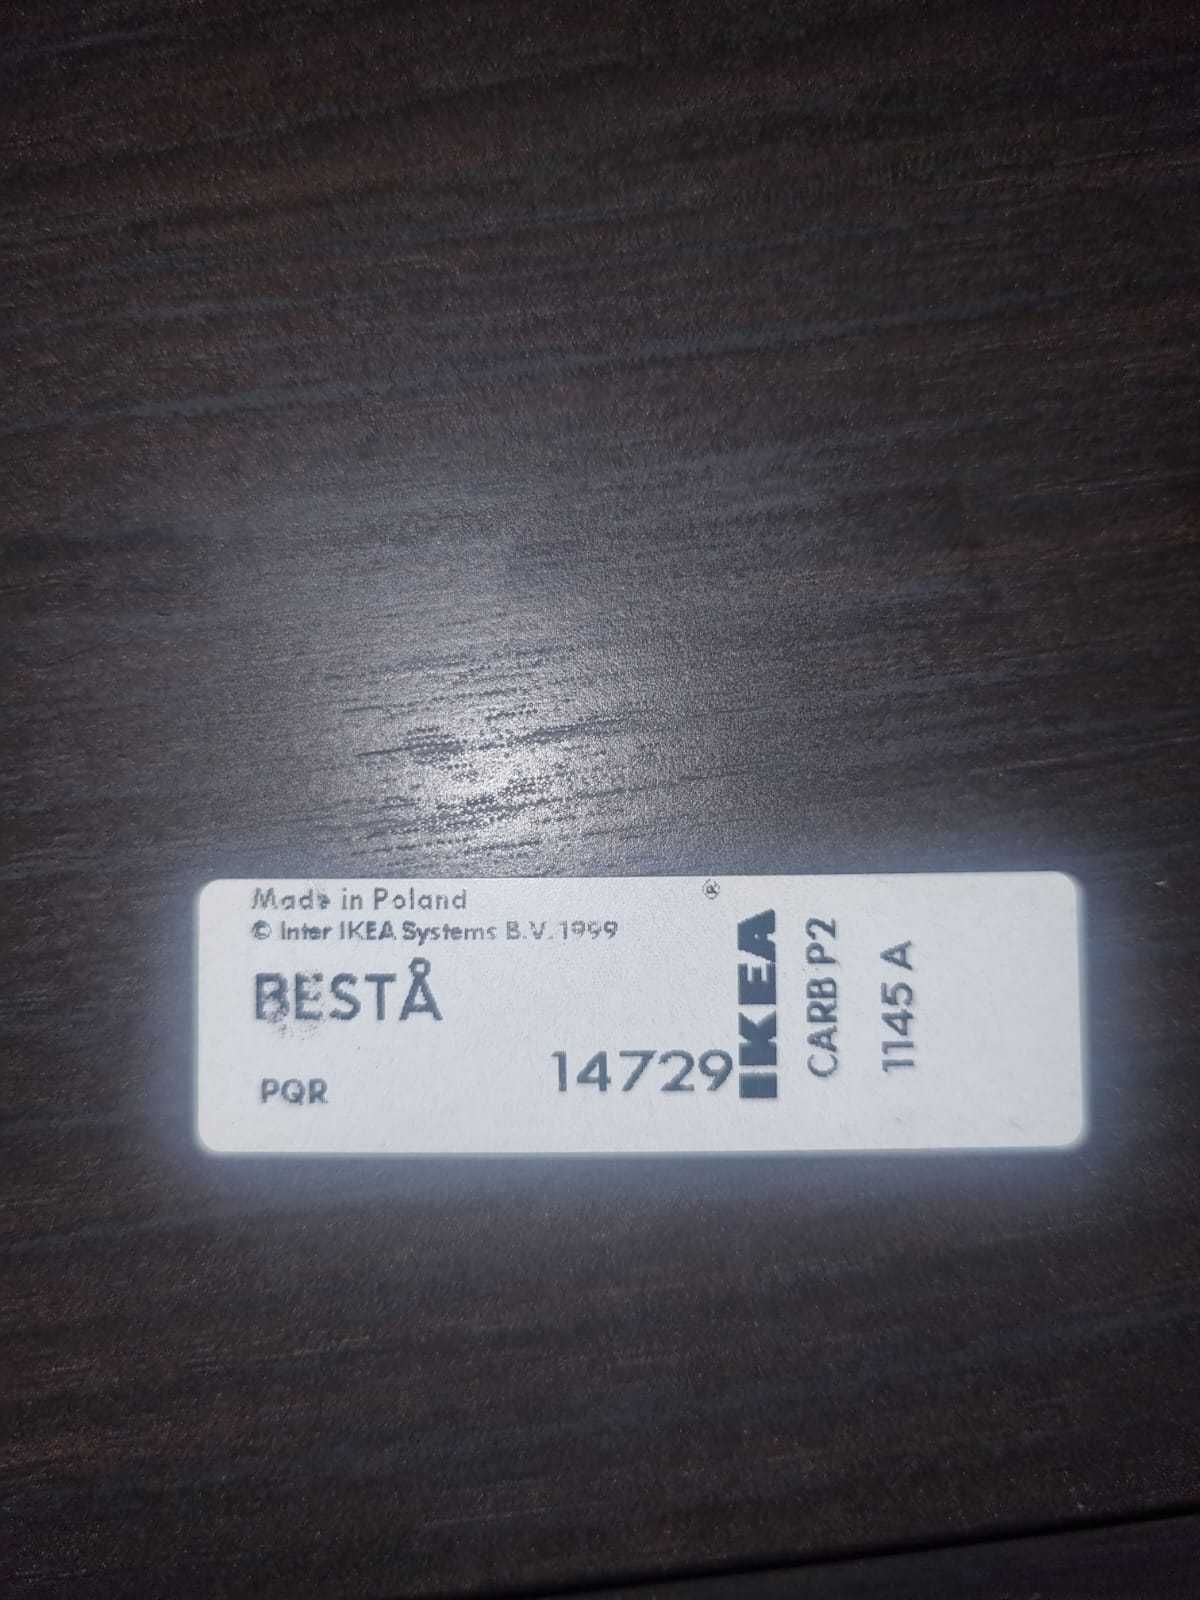 Made in Poland
© Inter IKEA Systems B.V. 1999
BESTÅ
14729
PQR
IKEA®
CARB P2
1145 A